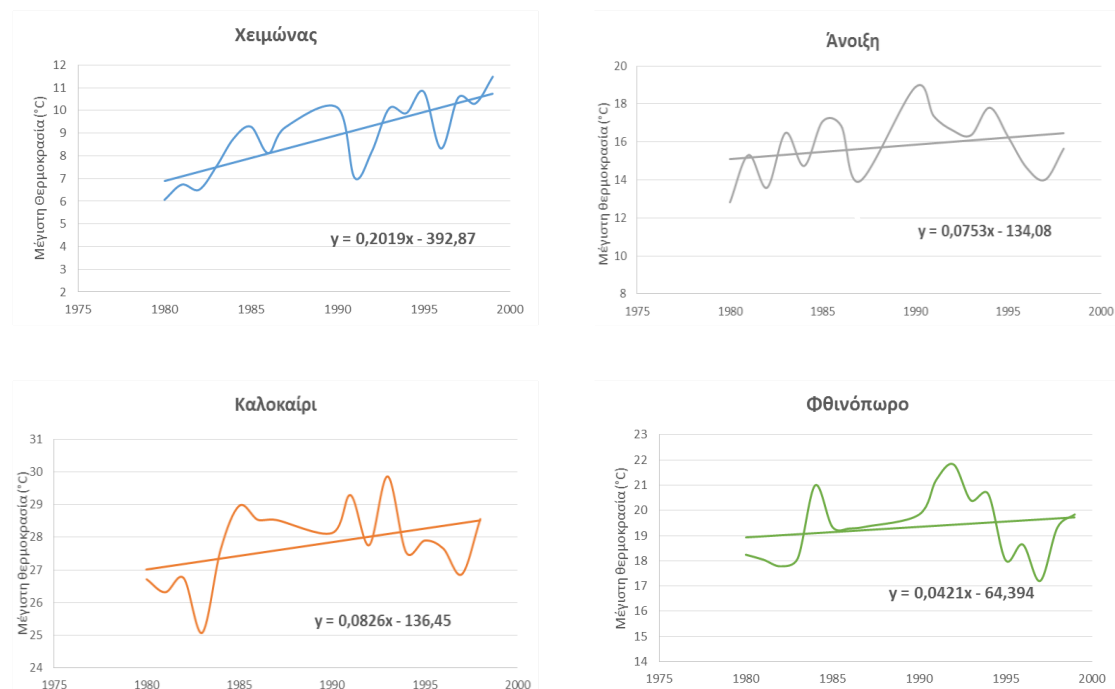 Χειμώνας
Μέγιστη Θερμοκρασία (°C)
12
11
10
9
8
7
6
5
4
3
2
y = 0,2019x - 392,87
1975 1980 1985 1990 1995 2000
Άνοιξη
Μέγιστη θερμοκρασία (°C)
20
18
16
14
12
10
8
y = 0,0753x - 134,08
1975 1980 1985 1990 1995 2000
Καλοκαίρι
Μέγιστη θερμοκρασία (°C)
31
30
29
28
27
26
25
24
y = 0,0826x - 136,45
1975 1980 1985 1990 1995 2000
Φθινόπωρο
Μέγιστη θερμοκρασία (°C)
23
22
21
20
19
18
17
16
15
14
y = 0,0421x - 64,394
1975 1980 1985 1990 1995 2000